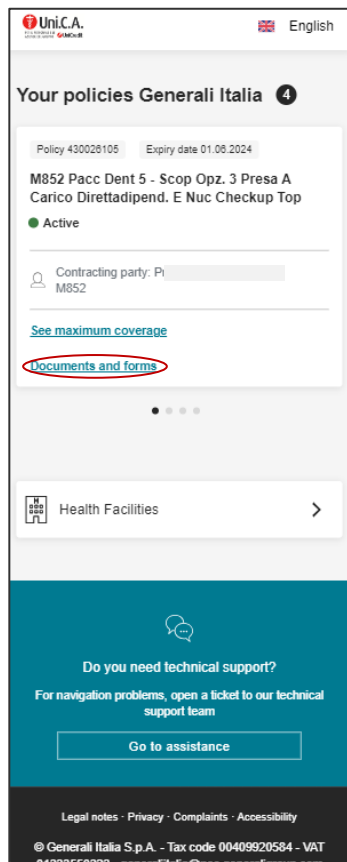 Uni.C.A.
UniCredit
English
Your policies Generali Italia 4
Policy 430026105 Expiry date 01.06.2024
M852 Pacc Dent 5 - Scop Opz. 3 Presa A
Carico Direttadipend. E Nuc Checkup Top
Active
Contracting party:
M852
See maximum coverage
Documents and forms
Health Facilities
Do you need technical support?
For navigation problems, open a ticket to our technical
support team
Go to assistance
Legal notes · Privacy · Complaints · Accessibility
© Generali Italia S.p.A. - Tax code 00409920584 - VAT